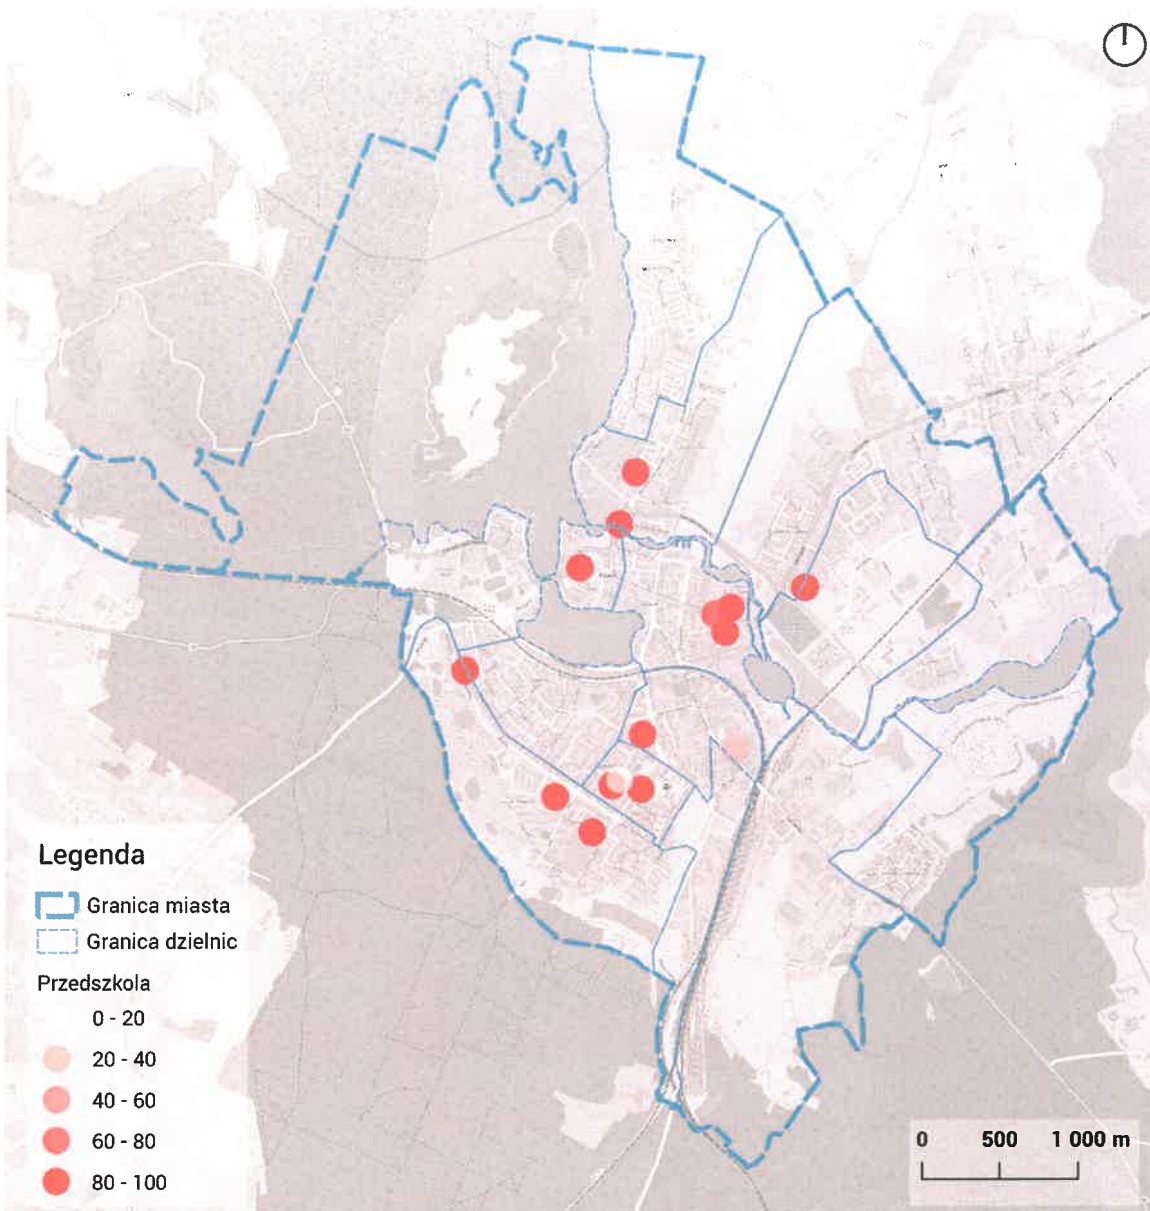 Legenda
Granica miasta
Granica dzielnic
Przedszkola
0 - 20
20 - 40
40 - 60
60 - 80
80 - 100
0 500 1 000 m